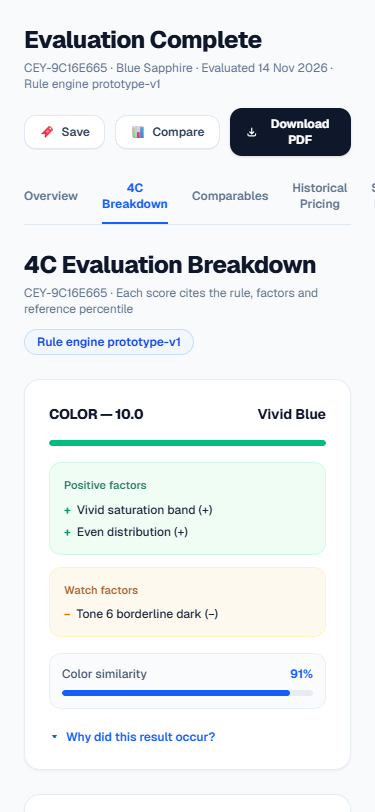 Evaluation Complete
CEY-9C16E665 · Blue Sapphire · Evaluated 14 Nov 2026 ·
Rule engine prototype-v1
Save
Compare
Download
PDF
Overview
4C
Breakdown
Comparables
Historical
Pricing
S
4C Evaluation Breakdown
CEY-9C16E665 · Each score cites the rule, factors and
reference percentile
Rule engine prototype-v1
COLOR — 10.0
Vivid Blue
Positive factors
+ Vivid saturation band (+)
+ Even distribution (+)
Watch factors
– Tone 6 borderline dark (–)
Color similarity
91%
Why did this result occur?